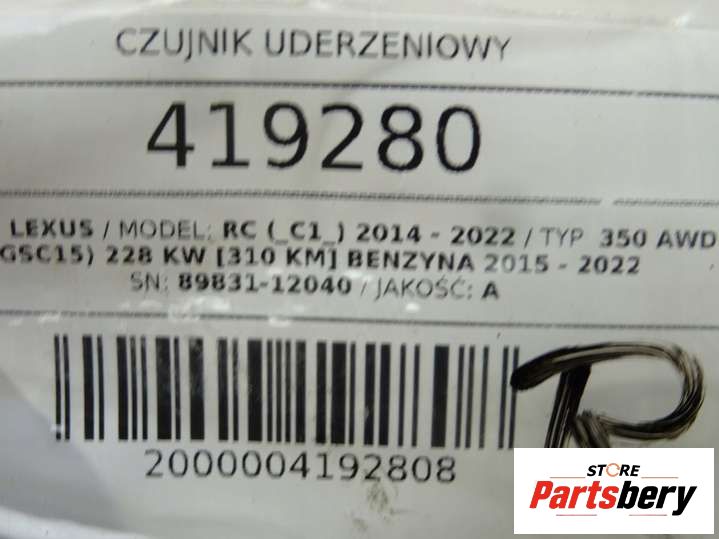 CZUJNIK UDERZENIOWY
419280
LEXUS / MODEL: RC (_C1_) 2014 - 2022 / TYP 350 AWD
GSC15) 228 KW [310 KM] BENZYNA 2015 - 2022
SN: 89831-12040 / JAKOŚĆ: A
2000004192808
R
STORE
Partsbery